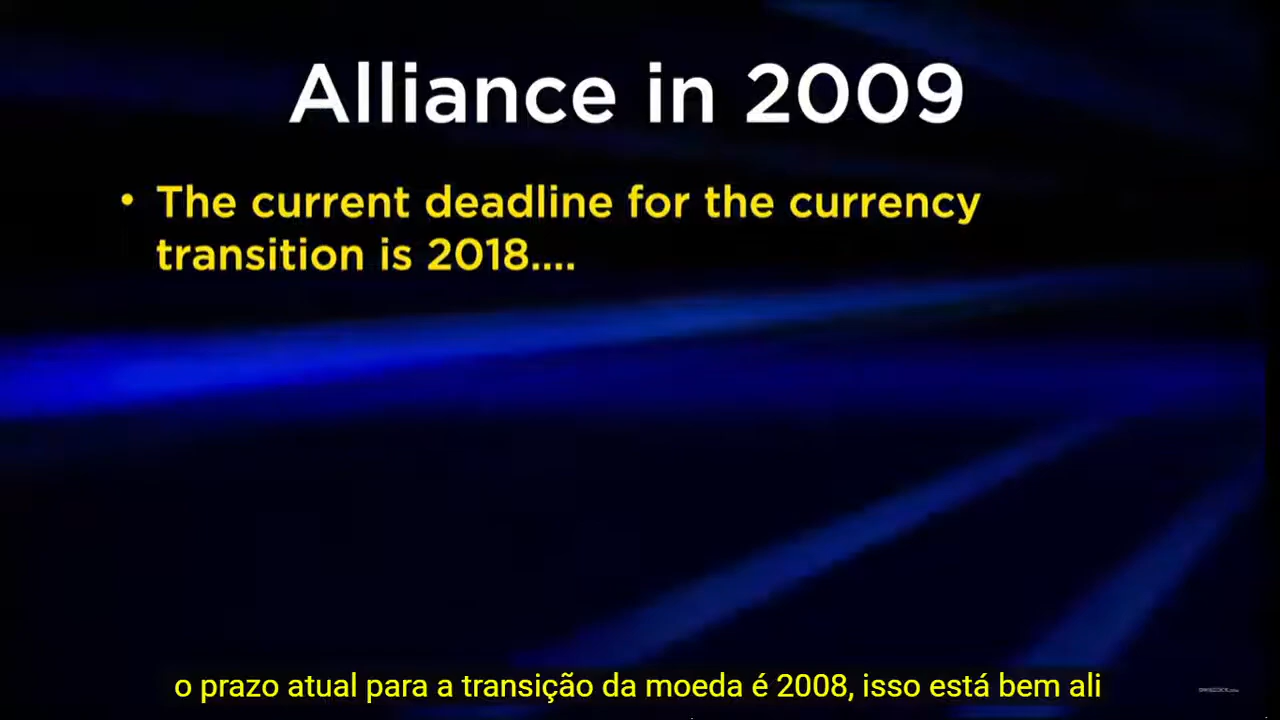 Alliance in 2009
• The current deadline for the currency
transition is 2018....
o prazo atual para a transição da moeda é 2008, isso está bem ali